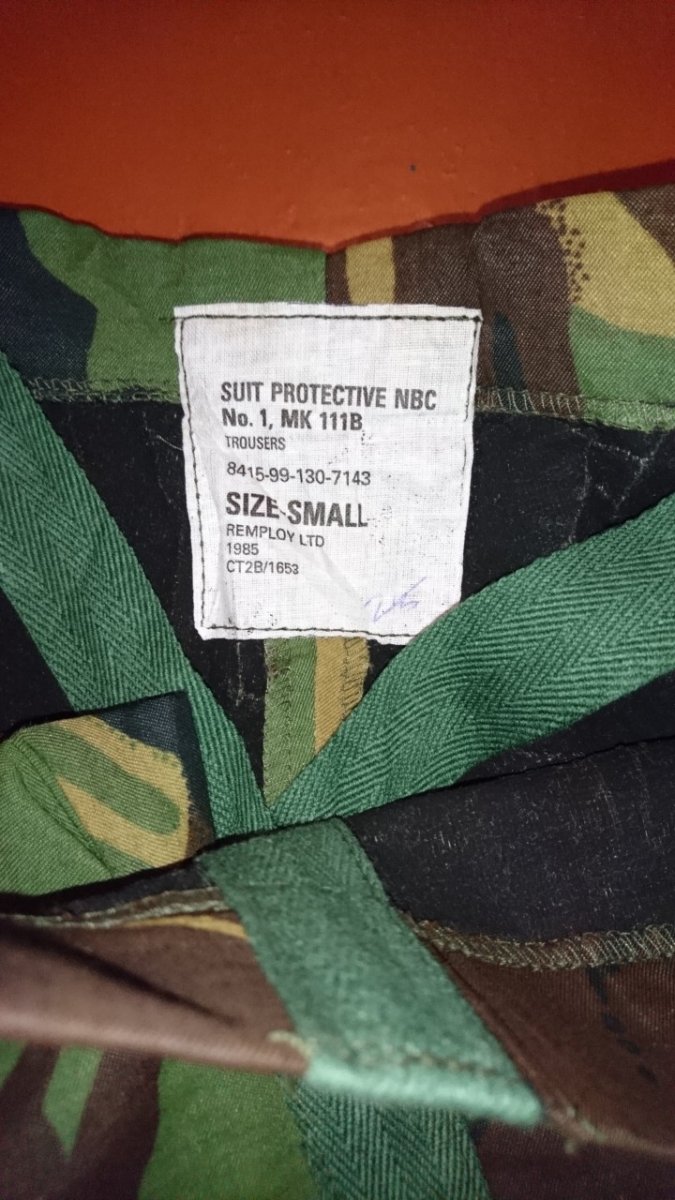 SUIT PROTECTIVE NBC
No. 1, MK 111B
TROUSERS
8415-99-130-7143
SIZE-SMALL
REMPLOY LTD
1985
CT2B/1653